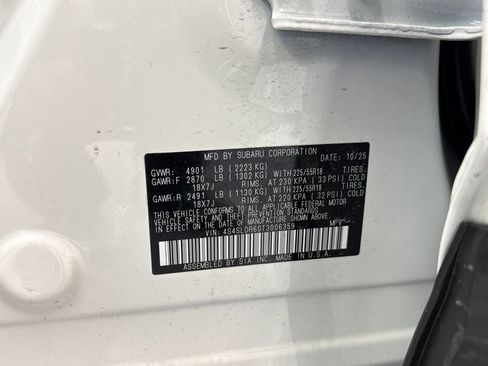 MFD BY SUBARU CORPORATION DATE: 10/25
GVWR: 4901 LB (2223 KG)
GAWR:F 2870 LB (1302 KG) WITH 225/55R18 TIRES.
18X7J RIMS. AT 230 KPA (33 PSI) COLD
GAWR:R 2491 LB (1130 KG) WITH 225/55R18 TIRES.
18X7J RIMS. AT 220 KPA (32 PSI) COLD
THIS VEHICLE CONFORMS TO ALL APPLICABLE FEDERAL MOTOR
VEHICLE SAFETY AND THEFT PREVENTION STANDARDS
IN EFFECT ON THE DATE OF MANUFACTURE SHOWN ABOVE.
VIN: 4S4SLDR60T3006359 MPV
ASSEMBLED BY SIA INC. MADE IN U.S.A.